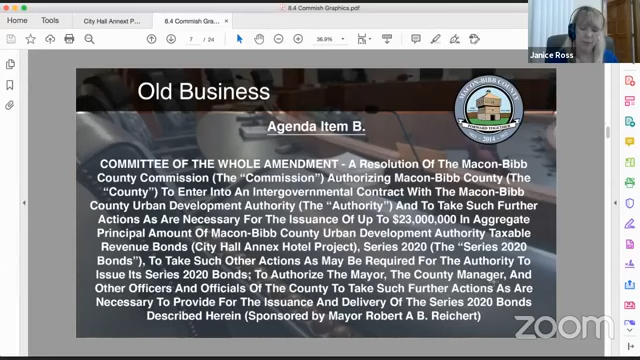 8.4 Commish Graphics.pdf
Home
Tools
City Hall Annext P...
8.4 Commish Gra...
×
7 / 24
36.9%
Janice Ross
Old Business
MACON-BIBB COUNTY
FORWARD TOGETHER
2014
Agenda Item B.
COMMITTEE OF THE WHOLE AMENDMENT - A Resolution Of The Macon-Bibb
County Commission (The “Commission”) Authorizing Macon-Bibb County (The
“County”) To Enter Into An Intergovernmental Contract With The Macon-Bibb
County Urban Development Authority (The “Authority”) And To Take Such Further
Actions As Are Necessary For The Issuance Of Up To $23,000,000 In Aggregate
Principal Amount Of Macon-Bibb County Urban Development Authority Taxable
Revenue Bonds (City Hall Annex Hotel Project), Series 2020 (The “Series 2020
Bonds”), To Take Such Other Actions As May Be Required For The Authority To
Issue Its Series 2020 Bonds; To Authorize The Mayor, The County Manager, And
Other Officers And Officials Of The County To Take Such Further Actions As Are
Necessary To Provide For The Issuance And Delivery Of The Series 2020 Bonds
Described Herein (Sponsored by Mayor Robert A B. Reichert)
zoom